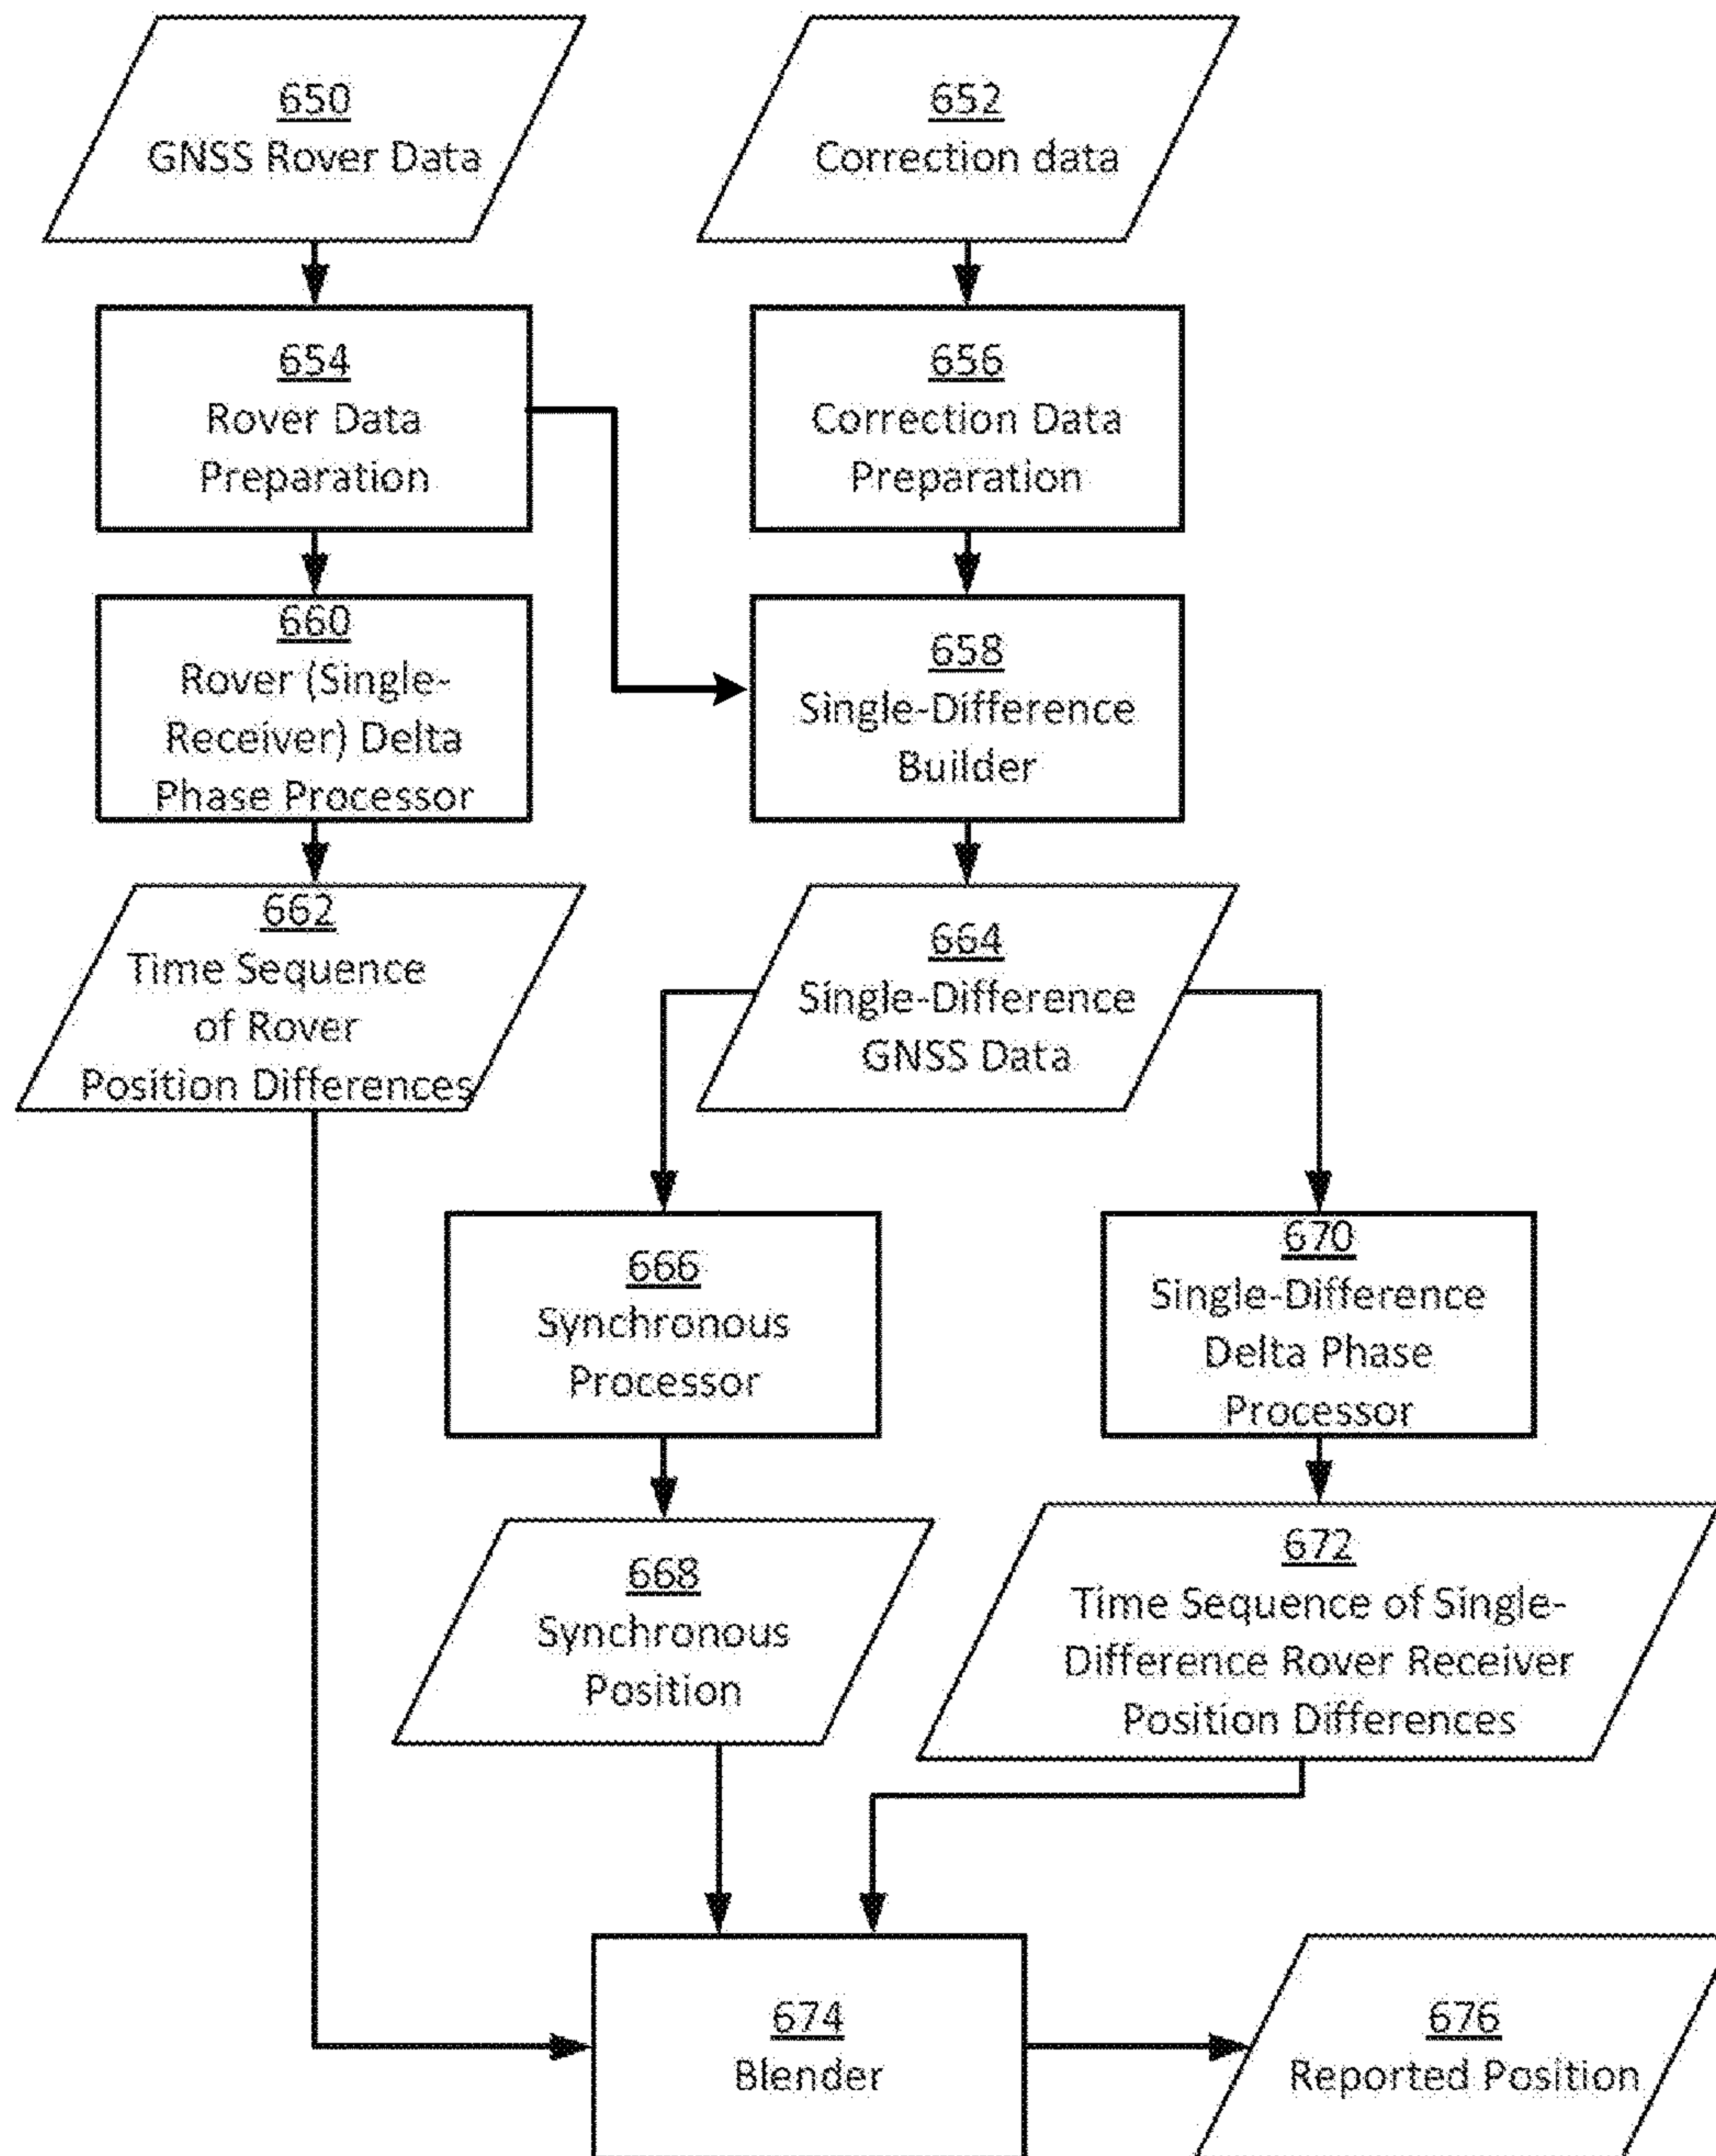 650
GNSS Rover Data
652
Correction data
654
Rover Data
Preparation
656
Correction Data
Preparation
660
Rover (Single-
Receiver) Delta
Phase Processor
658
Single-Difference
Builder
662
Time Sequence
of Rover
Position Differences
664
Single-Difference
GNSS Data
666
Synchronous
Processor
670
Single-Difference
Delta Phase
Processor
668
Synchronous
Position
672
Time Sequence of Single-
Difference Rover Receiver
Position Differences
674
Blender
676
Reported Position